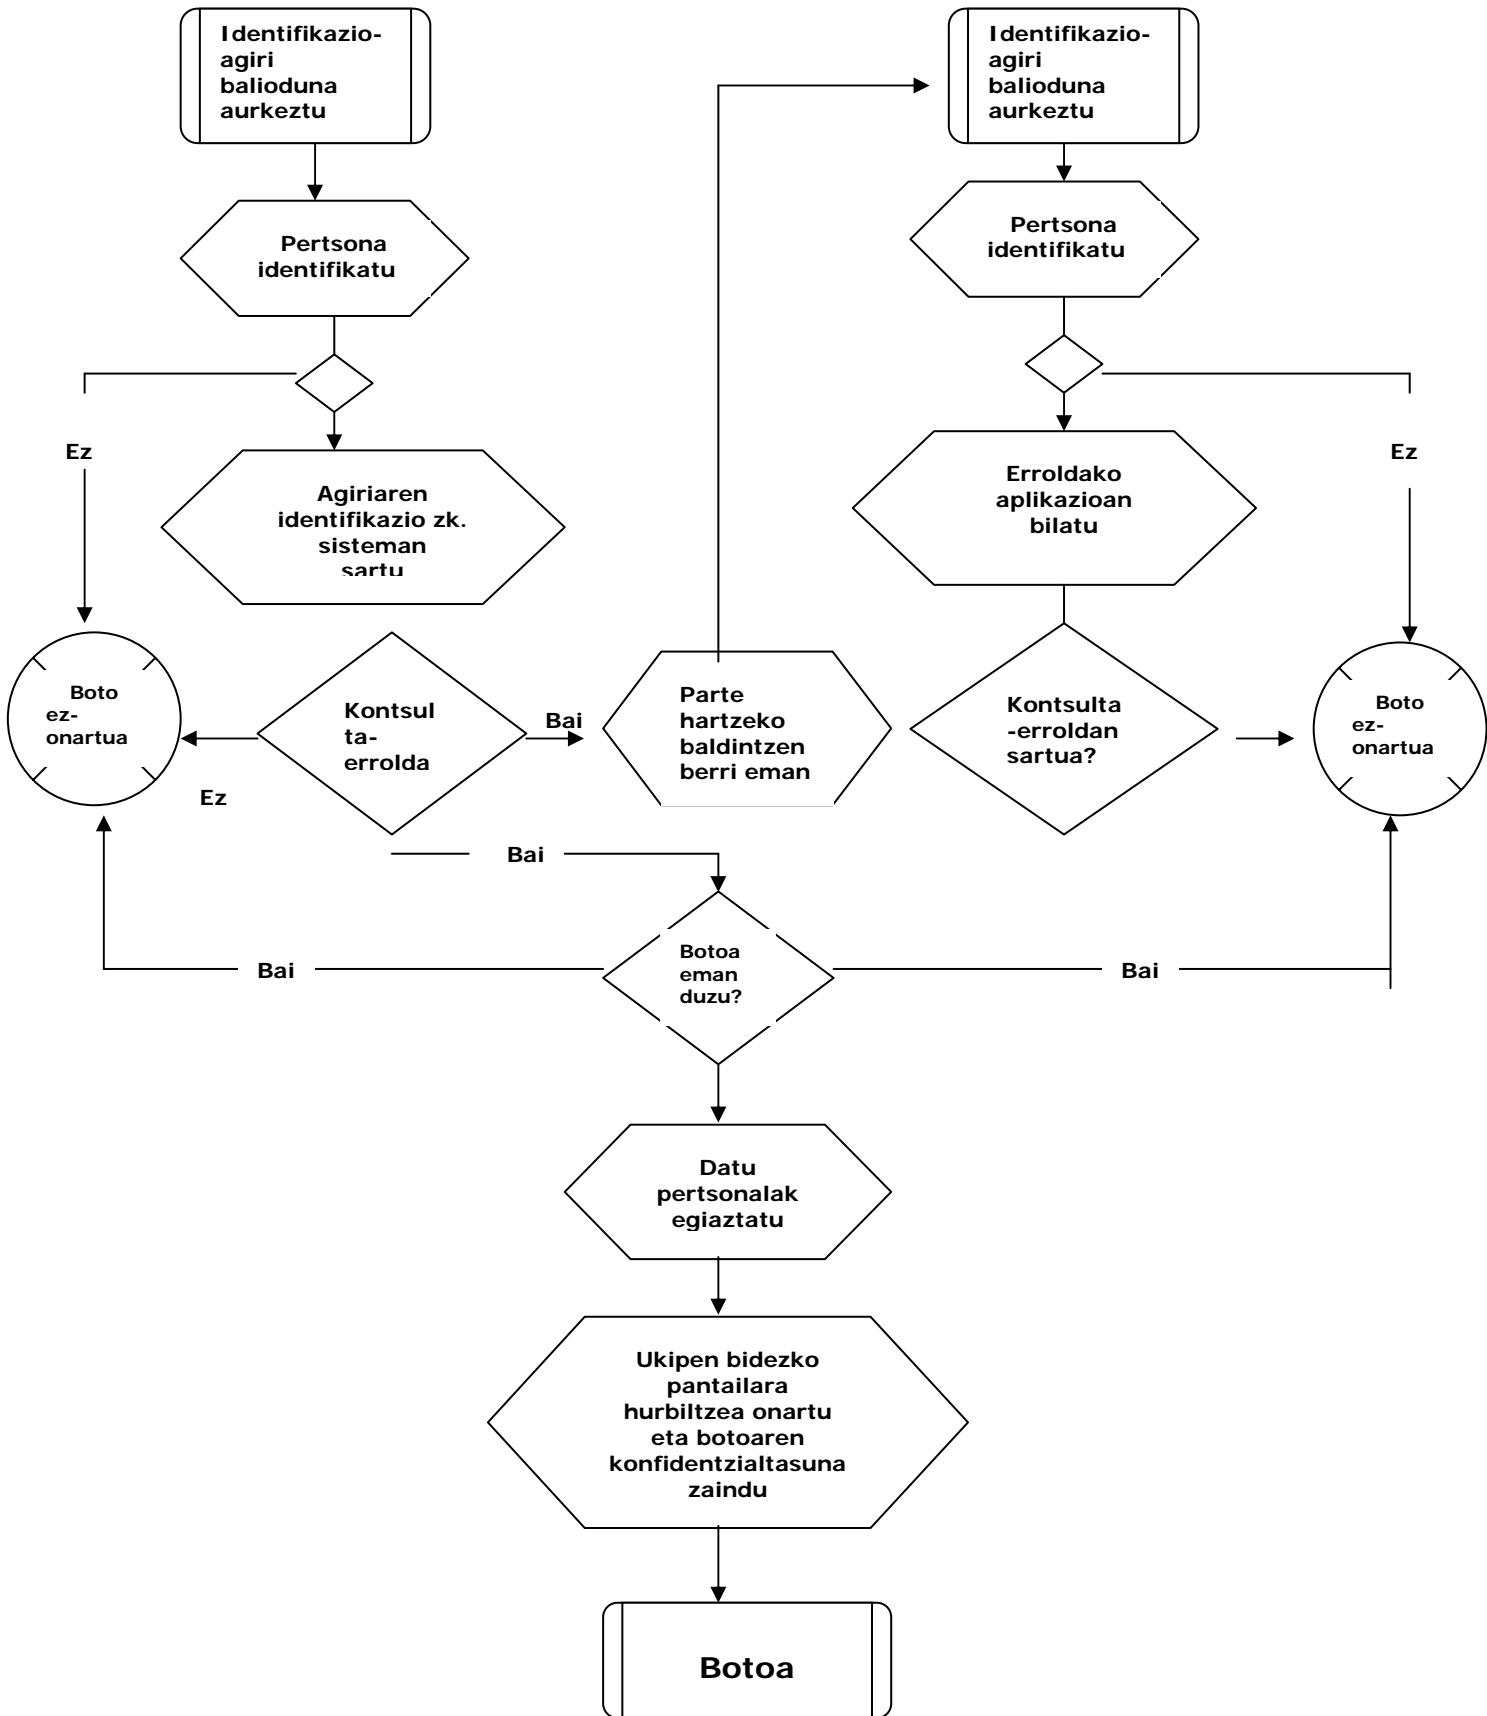 Identifikazio-
agiri
balioduna
aurkeztu
Identifikazio-
agiri
balioduna
aurkeztu
Pertsona
identifikatu
Pertsona
identifikatu
Ez
Agiriaren
identifikazio zk.
sisteman
sartu
Erroldako
aplikazioan
bilatu
Ez
Boto
ez-
onartua
Kontsul
ta-
errolda
Bai
Ez
Parte
hartzeko
baldintzen
berri eman
Kontsulta
-erroldan
sartua?
Boto
ez-
onartua
Bai
Bai
Botoa
eman
duzu?
Bai
Datu
pertsonalak
egiaztatu
Ukipen bidezko
pantailara
hurbiltzea onartu
eta botoaren
konfidentzialtasuna
zaindu
Botoa